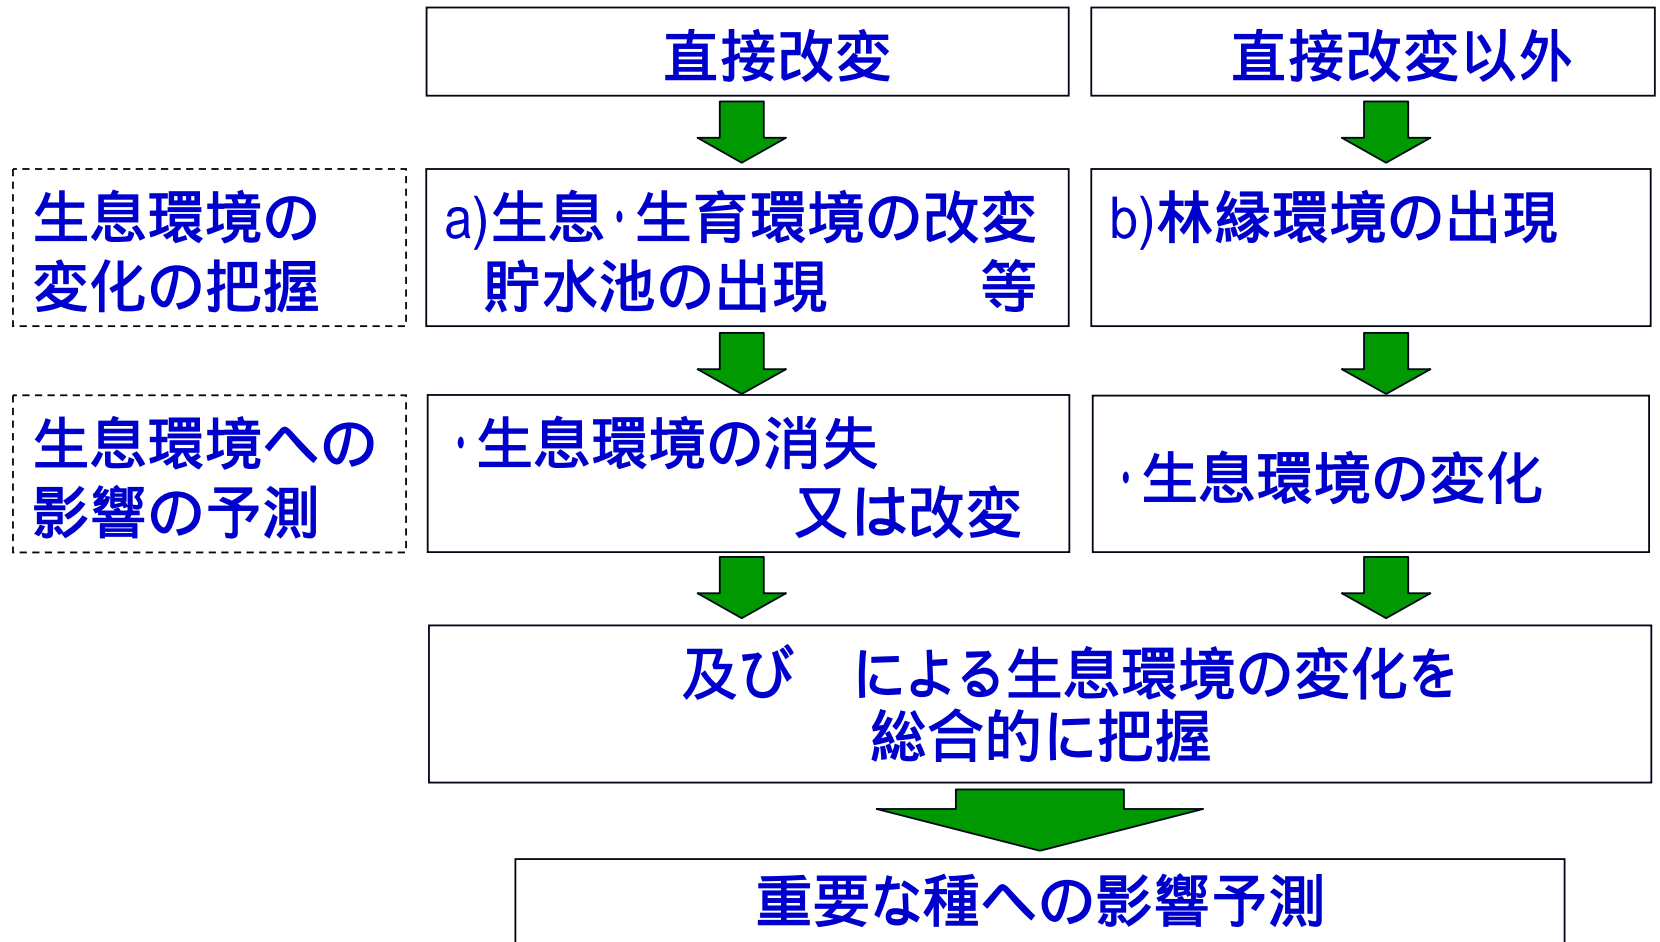 直接改変
直接改変以外
生息環境の
変化の把握
a)生息・生育環境の改変
貯水池の出現　　等
b)林縁環境の出現
生息環境への
影響の予測
・生息環境の消失
又は改変
・生息環境の変化
及び　による生息環境の変化を
総合的に把握
重要な種への影響予測